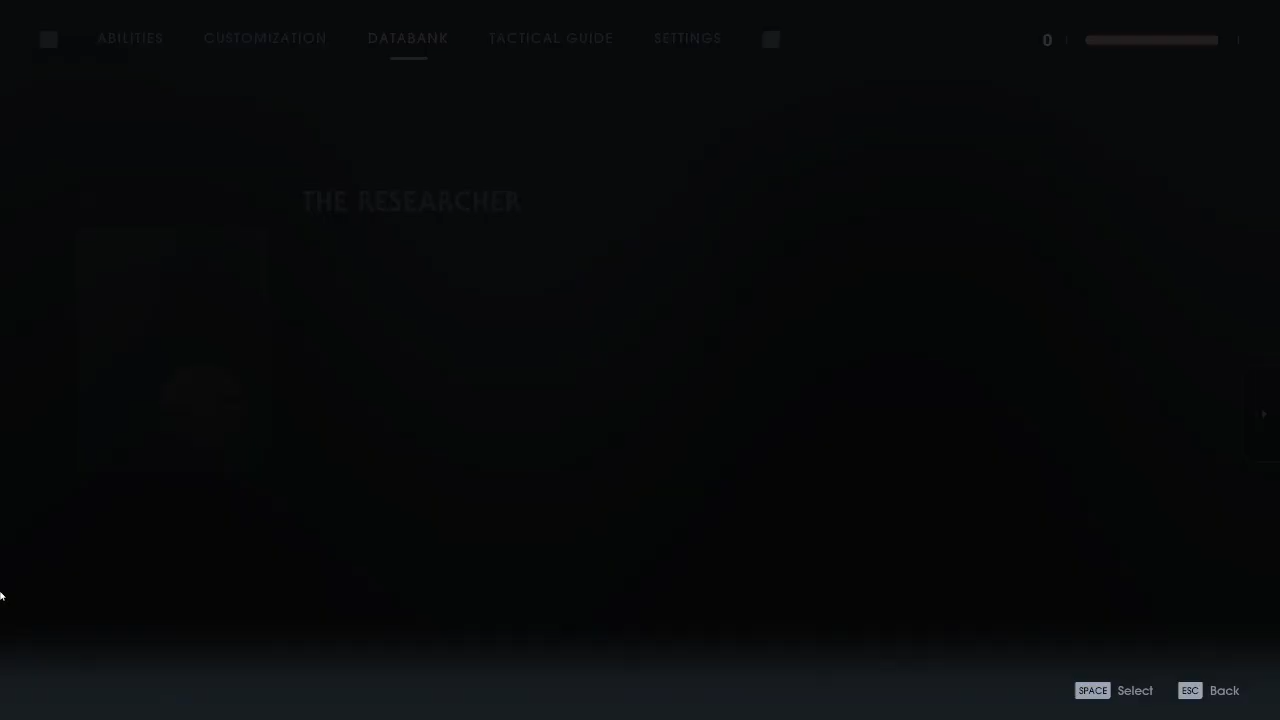 ABILITIES CUSTOMIZATION DATABANK TACTICAL GUIDE SETTINGS 0
THE RESEARCHER
SPACE Select ESC Back